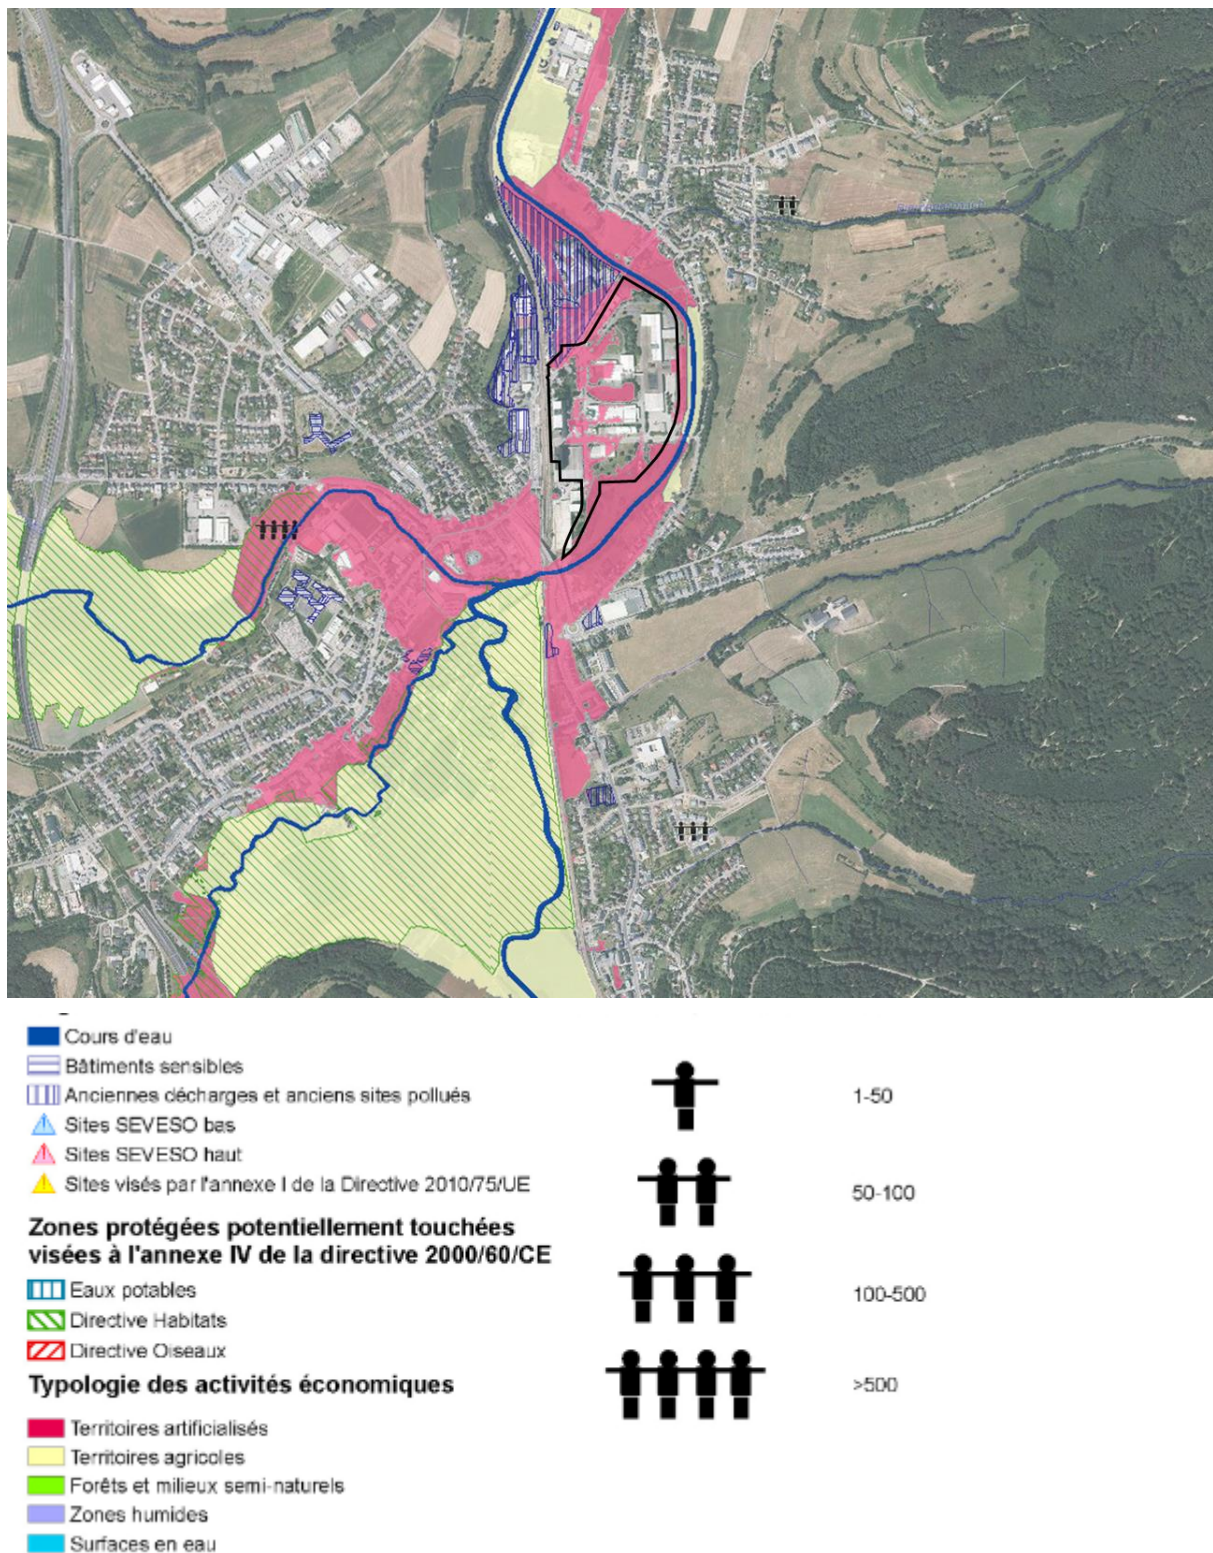 Cours d'eau
Bâtiments sensibles
Anciennes décharges et anciens sites pollués
Sites SEVESO bas
Sites SEVESO haut
Sites visés par l'annexe I de la Directive 2010/75/UE
Zones protégées potentiellement touchées
visées à l'annexe IV de la directive 2000/60/CE
Eaux potables
Directive Habitats
Directive Oiseaux
Typologie des activités économiques
Territoires artificialisés
Territoires agricoles
Forêts et milieux semi-naturels
Zones humides
Surfaces en eau
1-50
50-100
100-500
>500